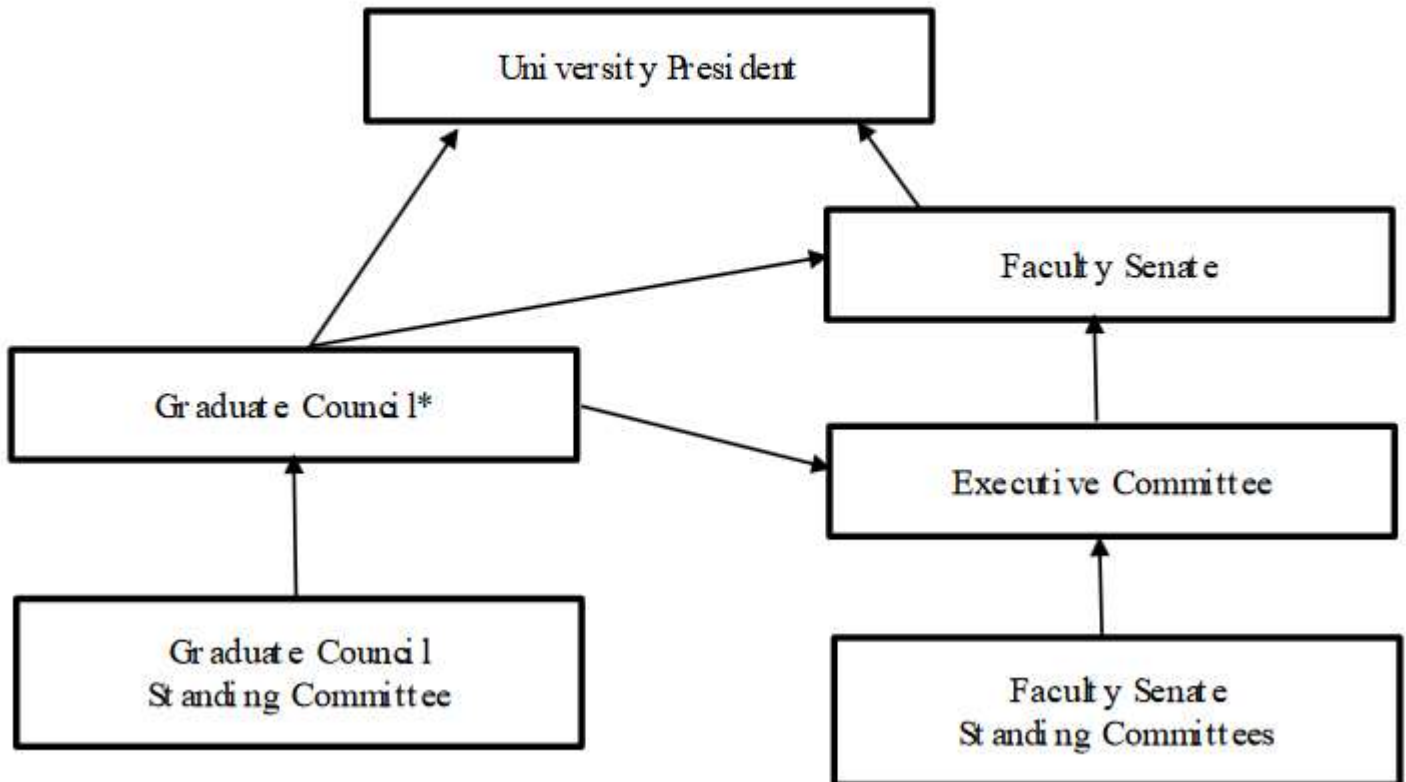 University President
Faculty Senate
Graduate Council*
Executive Committee
Graduate Council
Standing Committee
Faculty Senate
Standing Committees